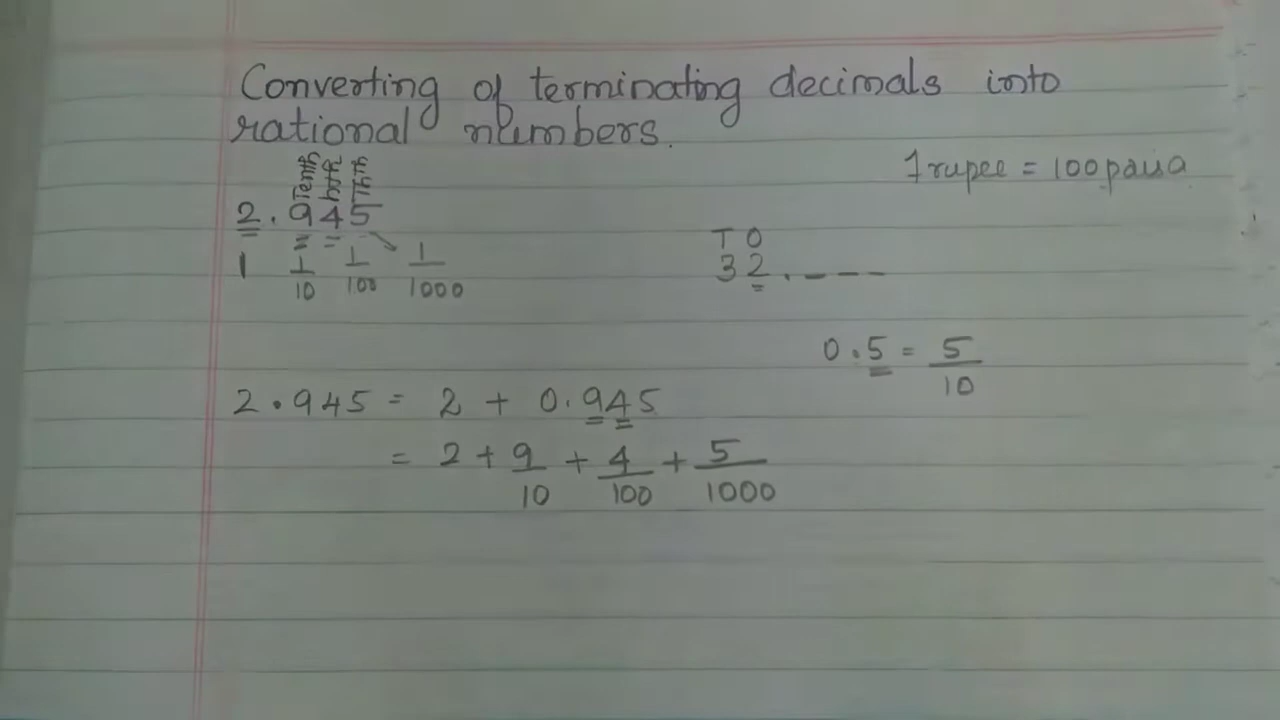 Converting of terminating decimals into
rational numbers.
1 rupee = 100 paisa
Tenths
2.945
1 1/10 1/100 1/1000
T O
32. _ _ _
0.5 = 5/10
2.945 = 2 + 0.945
= 2 + 9/10 + 4/100 + 5/1000